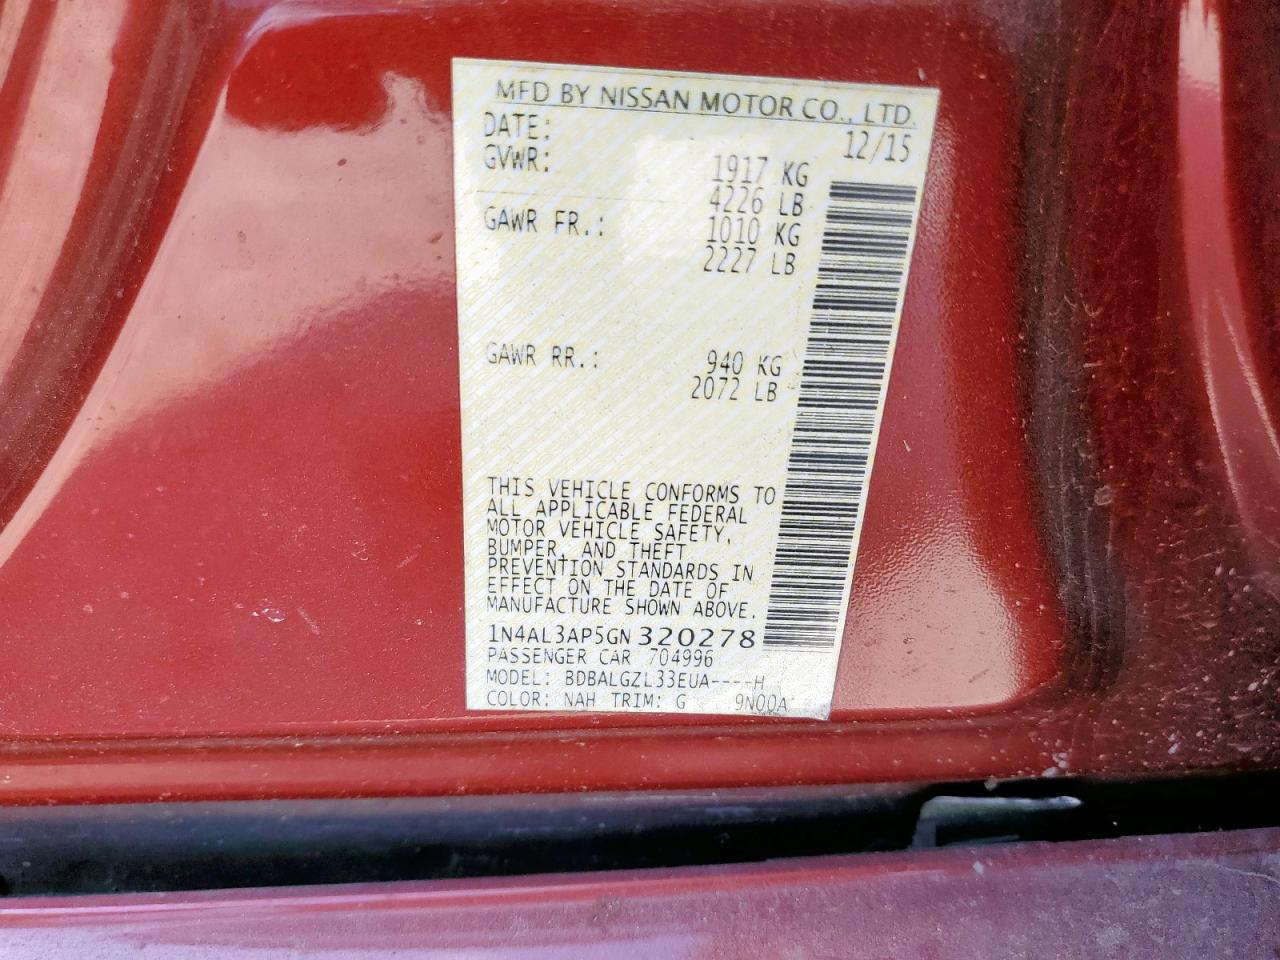 MFD BY NISSAN MOTOR CO., LTD.
DATE: 12/15
GVWR: 1917 KG
4226 LB
GAWR FR.: 1010 KG
2227 LB
GAWR RR.: 940 KG
2072 LB
THIS VEHICLE CONFORMS TO
ALL APPLICABLE FEDERAL
MOTOR VEHICLE SAFETY,
BUMPER, AND THEFT
PREVENTION STANDARDS IN
EFFECT ON THE DATE OF
MANUFACTURE SHOWN ABOVE.
1N4AL3AP5GN320278
PASSENGER CAR 704996
MODEL: BDBALGZL33EUA----H
COLOR: NAH TRIM: G 9N00A